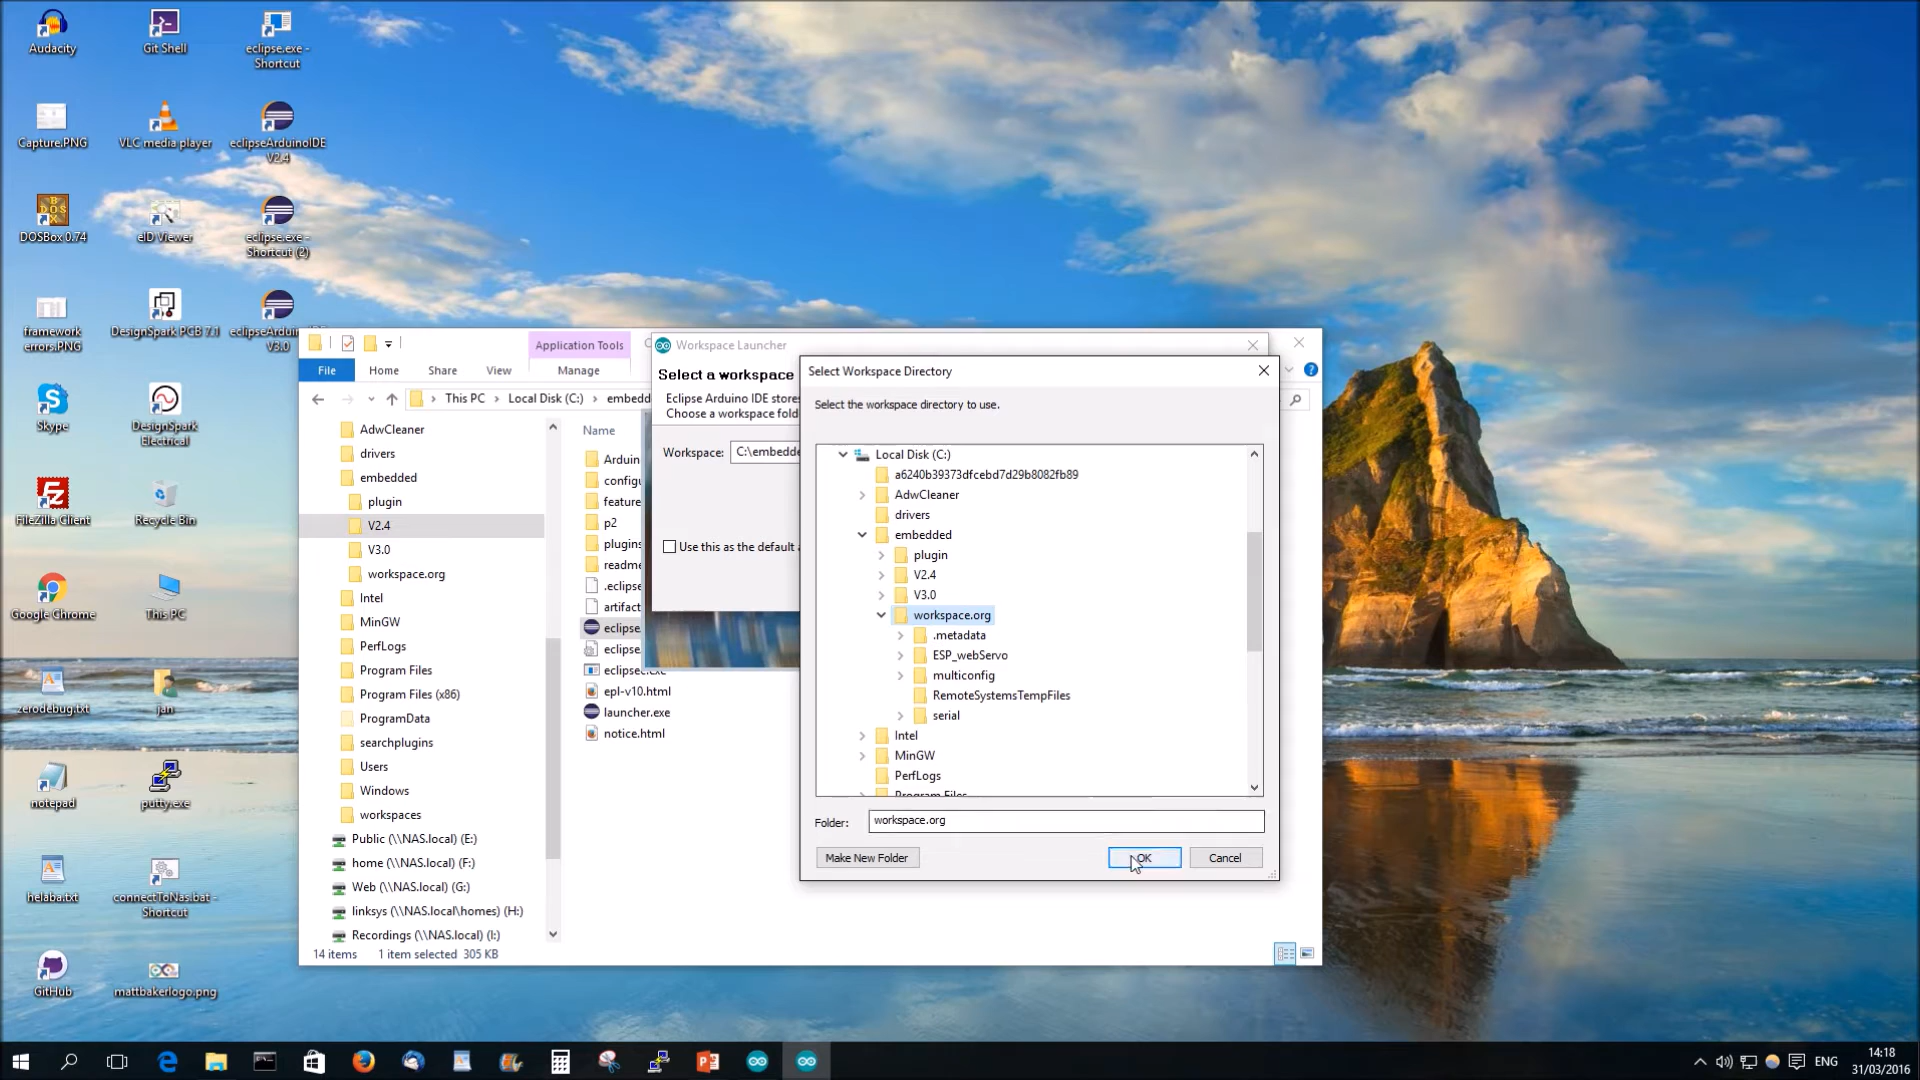 Audacity
Git Shell
eclipse.exe -
Shortcut
Capture.PNG
VLC media player
eclipseArduinoIDE
V2.4
DOSBox 0.74
eID Viewer
eclipse.exe -
Shortcut (2)
framework
errors.PNG
DesignSpark PCB 7.1
V3.0
Skype
DesignSpark
Electrical
FileZilla Client
Recycle Bin
Google Chrome
This PC
zerodebug.txt
jan
notepad
putty.exe
helaba.txt
connectToNas.bat -
Shortcut
GitHub
mattbakerlogo.png
Application Tools
File
Home
Share
View
Manage
This PC
Local Disk (C:)
embedd
AdwCleaner
drivers
embedded
plugin
V2.4
V3.0
workspace.org
Intel
MinGW
PerfLogs
Program Files
Program Files (x86)
ProgramData
searchplugins
Users
Windows
workspaces
Public (\\NAS.local) (E:)
home (\\NAS.local) (F:)
Web (\\NAS.local) (G:)
linksys (\\NAS.local\homes) (H:)
Recordings (\\NAS.local) (I:)
14 items
1 item selected 305 KB
Name
Arduin
configu
feature
p2
plugins
readme
.eclipse
artifact
eclipse.
eclipse.
eclipsec.exe
epl-v10.html
launcher.exe
notice.html
Workspace Launcher
Select a workspace
Eclipse Arduino IDE stores
Choose a workspace fold
Workspace:
C:\embedde
Use this as the default a
Select Workspace Directory
Select the workspace directory to use.
Local Disk (C:)
a6240b39373dfcebd7d29b8082fb89
AdwCleaner
drivers
embedded
plugin
V2.4
V3.0
workspace.org
.metadata
ESP_webServo
multiconfig
RemoteSystemsTempFiles
serial
Intel
MinGW
PerfLogs
Program Files
Folder:
workspace.org
Make New Folder
OK
Cancel
ENG
14:18
31/03/2016